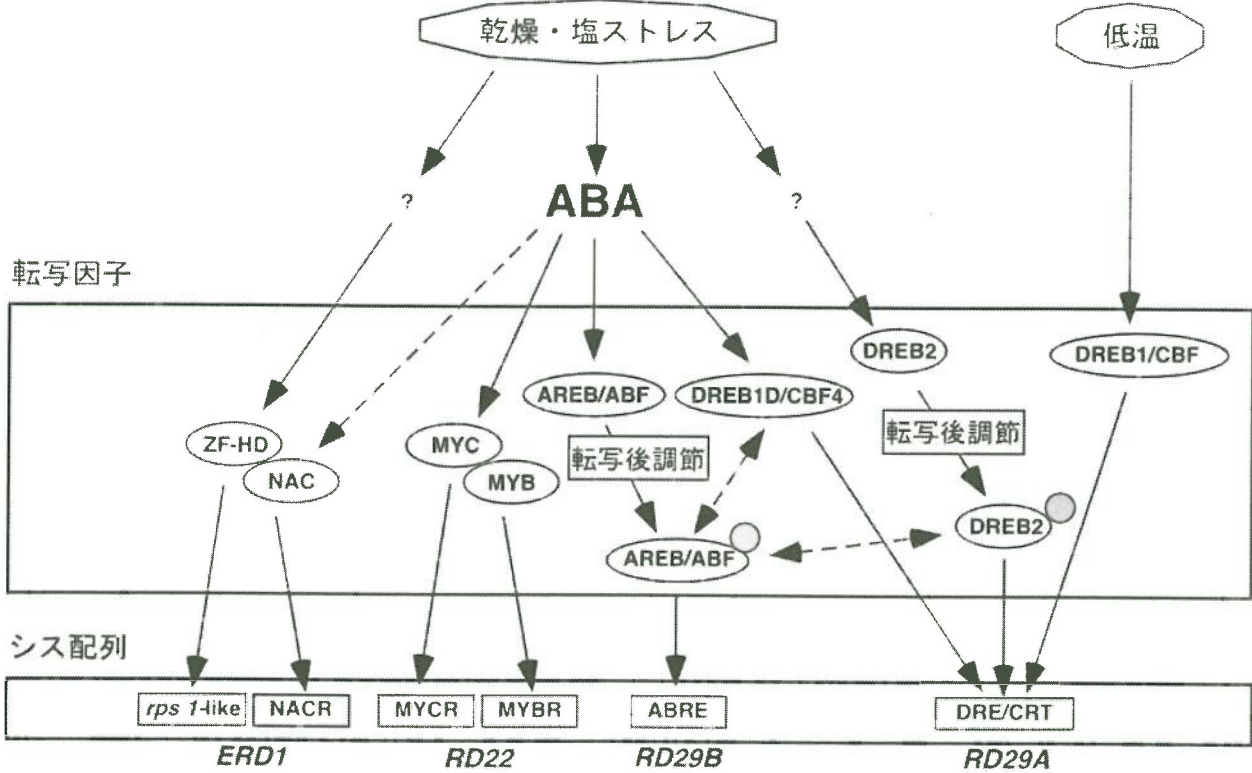 乾燥・塩ストレス
低温
?
ABA
?
転写因子
DREB2
DREB1/CBF
AREB/ABF
DREB1D/CBF4
ZF-HD
MYC
転写後調節
転写後調節
NAC
MYB
DREB2
AREB/ABF
シス配列
rps 1-like
NACR
MYCR
MYBR
ABRE
DRE/CRT
ERD1
RD22
RD29B
RD29A